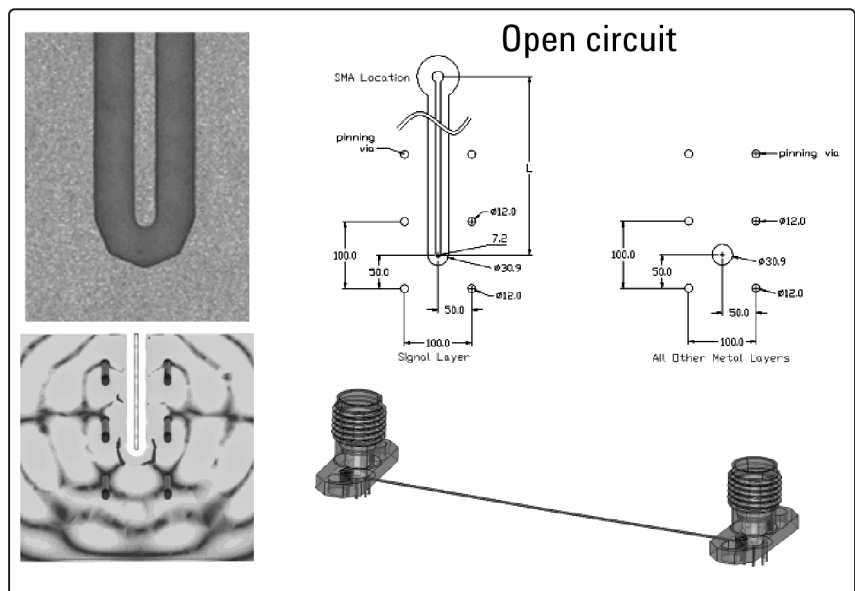 Open circuit
SMA Location
pinning
via
L
ø12.0
7.2
100.0
50.0
ø30.9
ø12.0
50.0
100.0
Signal Layer
pinning via
ø12.0
100.0
50.0
ø30.9
ø12.0
50.0
100.0
All Other Metal Layers